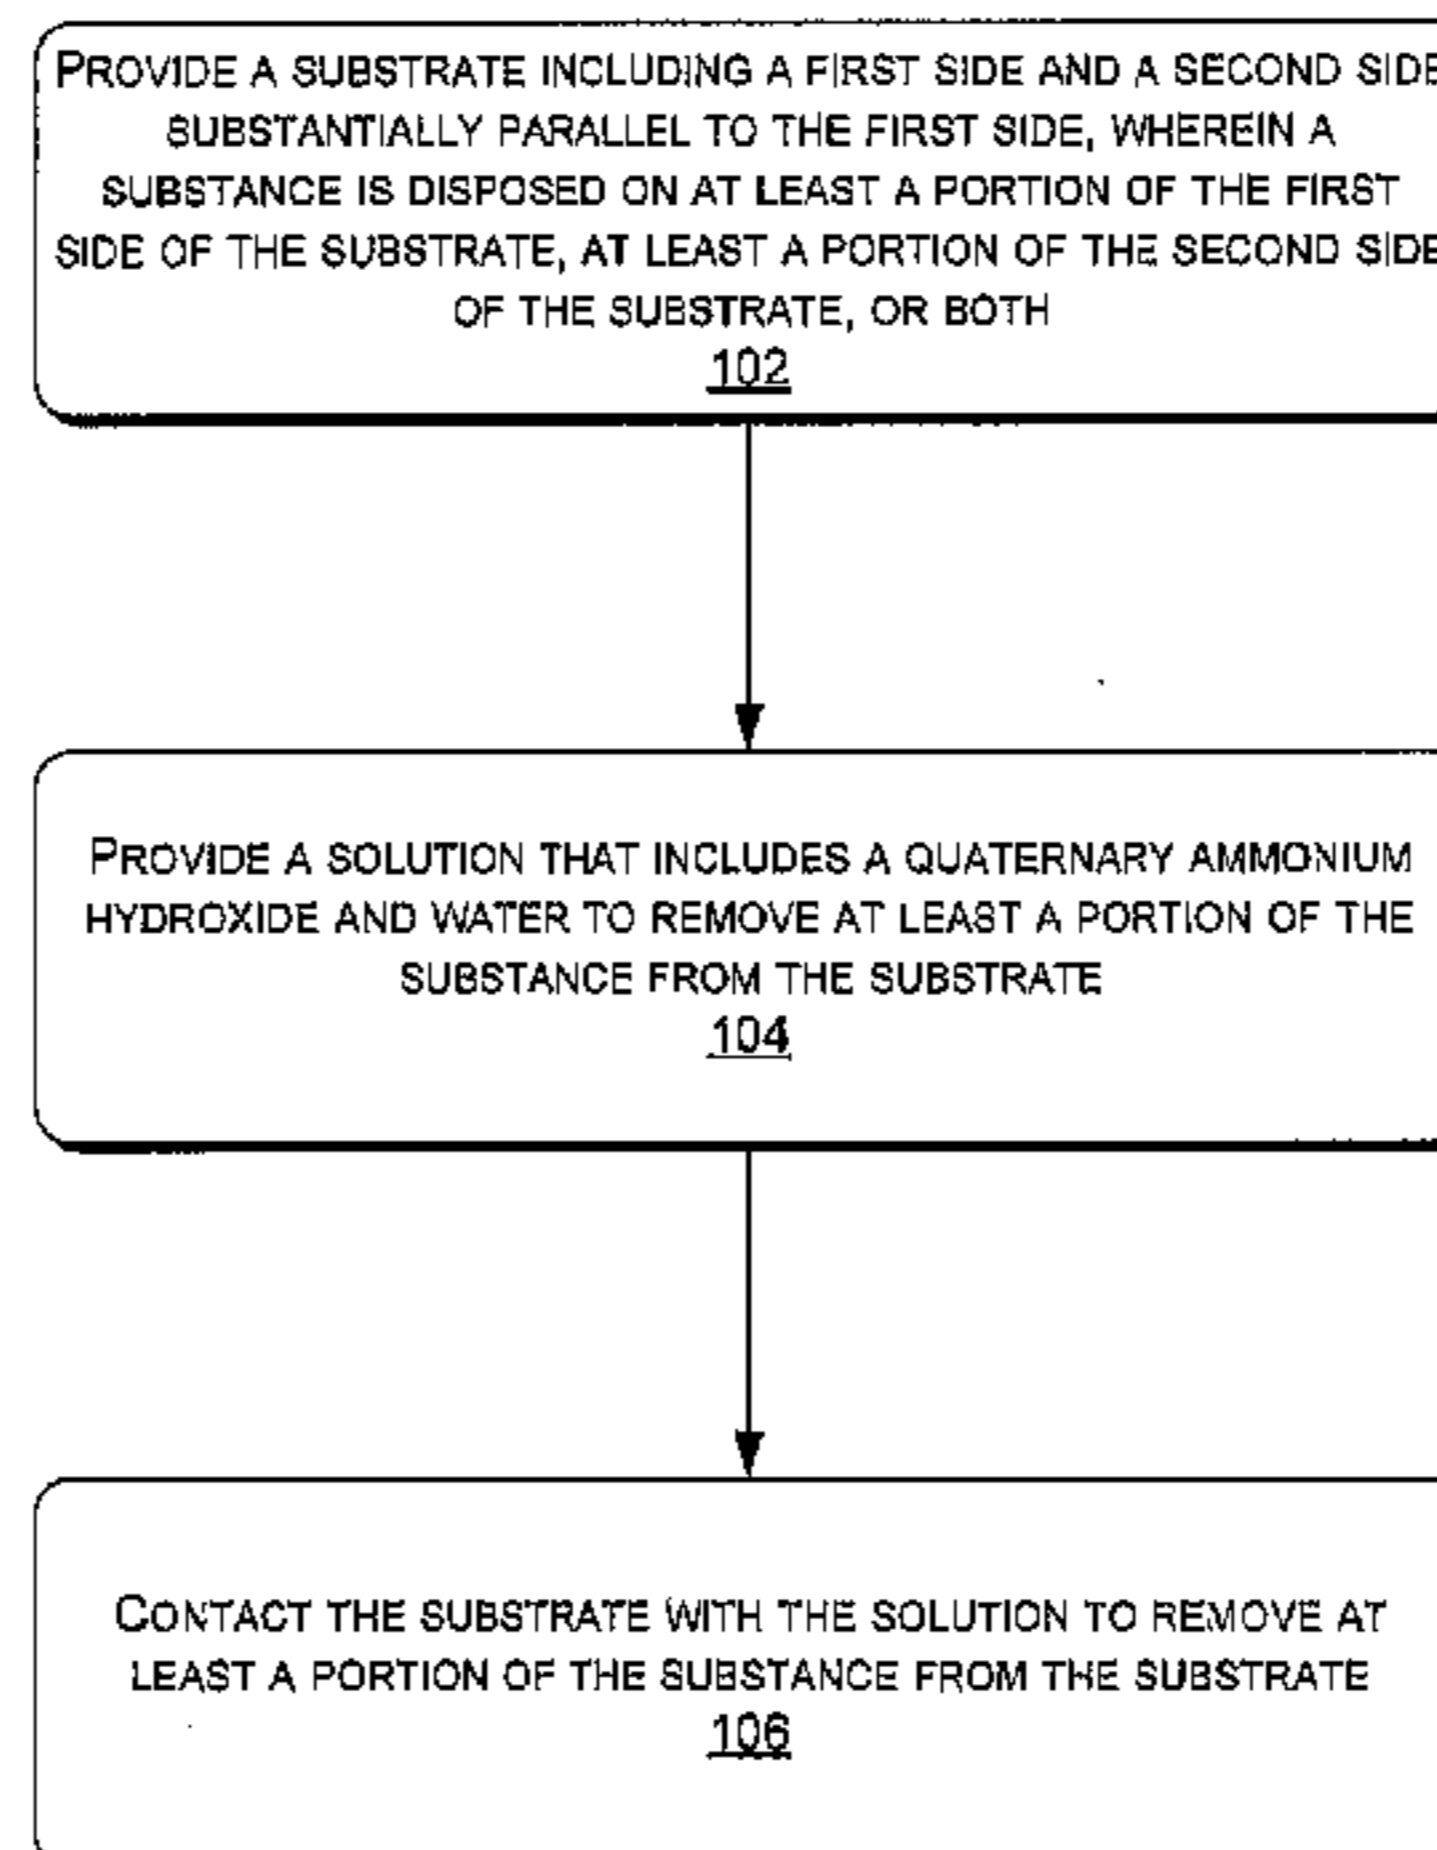 PROVIDE A SUBSTRATE INCLUDING A FIRST SIDE AND A SECOND SIDE
SUBSTANTIALLY PARALLEL TO THE FIRST SIDE, WHEREIN A
SUBSTANCE IS DISPOSED ON AT LEAST A PORTION OF THE FIRST
SIDE OF THE SUBSTRATE, AT LEAST A PORTION OF THE SECOND SIDE
OF THE SUBSTRATE, OR BOTH
102
PROVIDE A SOLUTION THAT INCLUDES A QUATERNARY AMMONIUM
HYDROXIDE AND WATER TO REMOVE AT LEAST A PORTION OF THE
SUBSTANCE FROM THE SUBSTRATE
104
CONTACT THE SUBSTRATE WITH THE SOLUTION TO REMOVE AT
LEAST A PORTION OF THE SUBSTANCE FROM THE SUBSTRATE
106